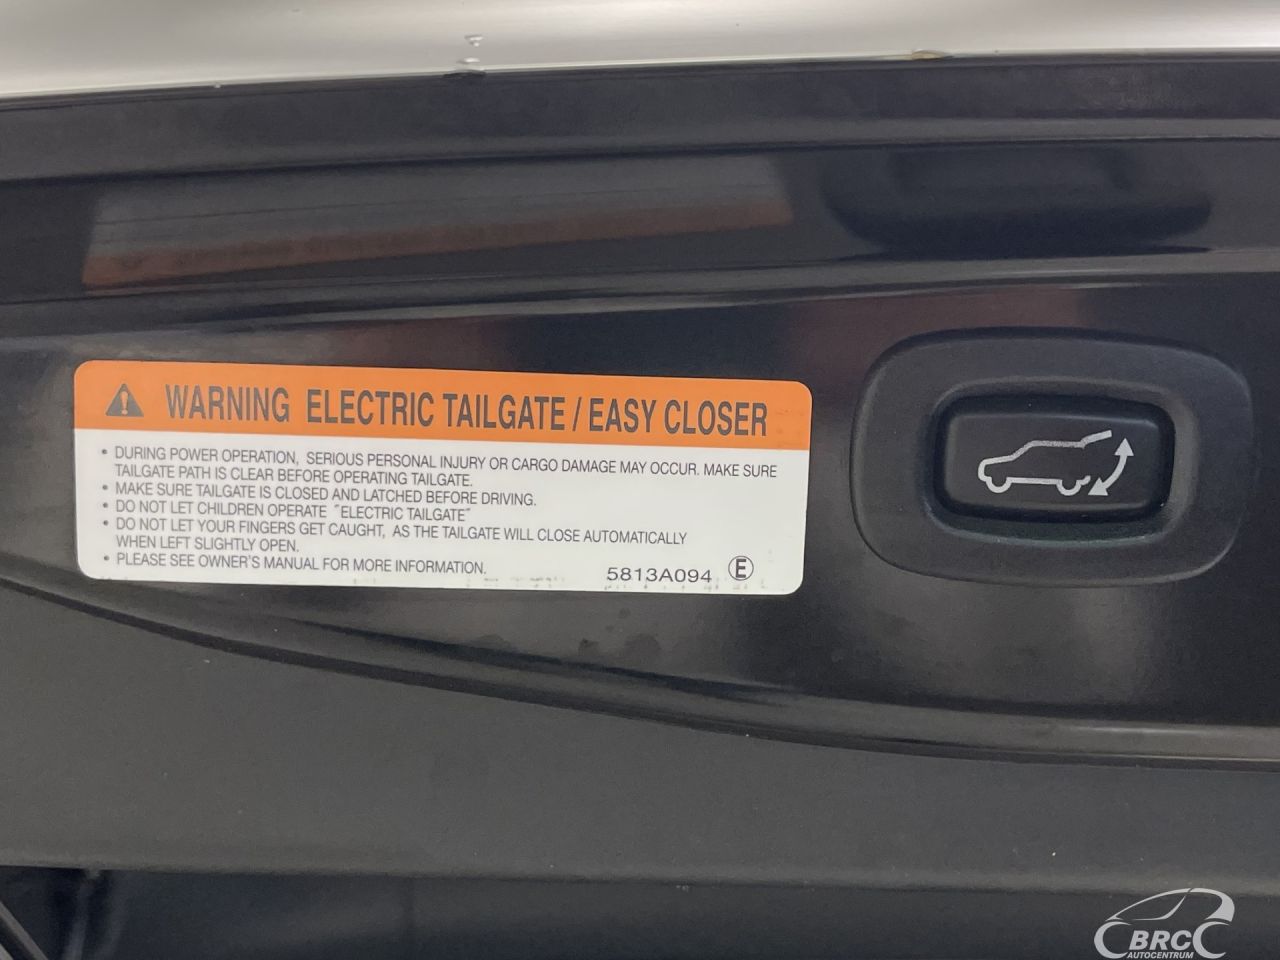 WARNING ELECTRIC TAILGATE / EASY CLOSER
• DURING POWER OPERATION, SERIOUS PERSONAL INJURY OR CARGO DAMAGE MAY OCCUR. MAKE SURE
TAILGATE PATH IS CLEAR BEFORE OPERATING TAILGATE.
• MAKE SURE TAILGATE IS CLOSED AND LATCHED BEFORE DRIVING.
• DO NOT LET CHILDREN OPERATE "ELECTRIC TAILGATE"
• DO NOT LET YOUR FINGERS GET CAUGHT, AS THE TAILGATE WILL CLOSE AUTOMATICALLY
WHEN LEFT SLIGHTLY OPEN.
• PLEASE SEE OWNER'S MANUAL FOR MORE INFORMATION.
5813A094 Ⓔ
BRC
AUTOCENTRUM